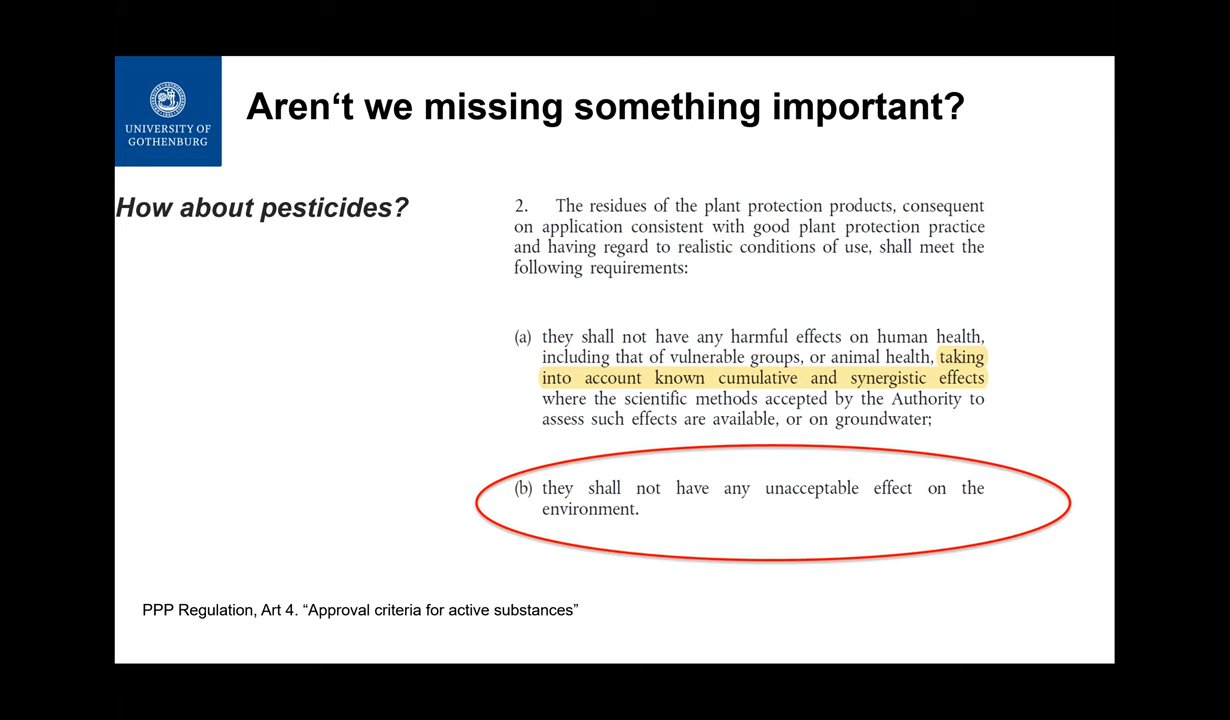 UNIVERSITY OF
GOTHENBURG
Aren‘t we missing something important?
How about pesticides?
2. The residues of the plant protection products, consequent
on application consistent with good plant protection practice
and having regard to realistic conditions of use, shall meet the
following requirements:
(a) they shall not have any harmful effects on human health,
including that of vulnerable groups, or animal health, taking
into account known cumulative and synergistic effects
where the scientific methods accepted by the Authority to
assess such effects are available, or on groundwater;
(b) they shall not have any unacceptable effect on the
environment.
PPP Regulation, Art 4. “Approval criteria for active substances”